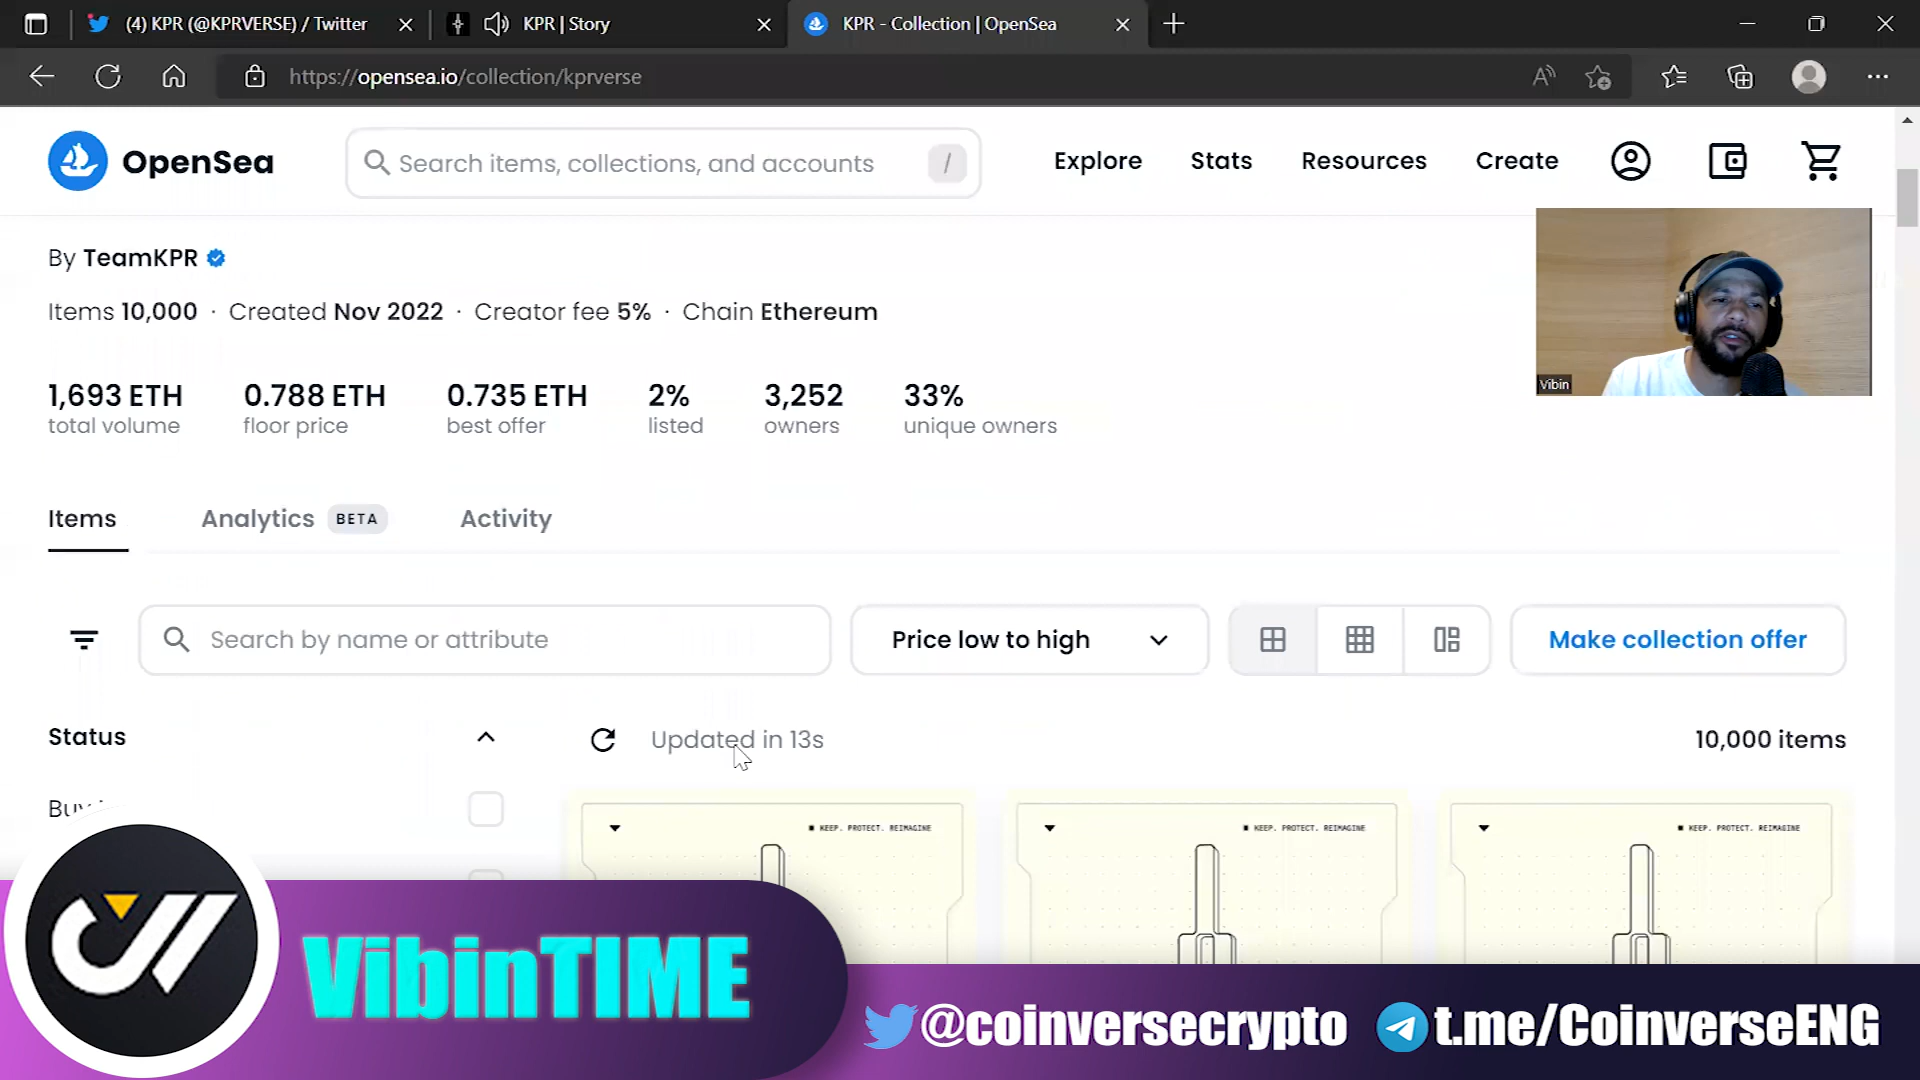 (4) KPR (@KPRVERSE) / Twitter
KPR | Story
KPR - Collection | OpenSea
https://opensea.io/collection/kprverse
OpenSea
Search items, collections, and accounts
/
Explore
Stats
Resources
Create
By TeamKPR
Items 10,000 · Created Nov 2022 · Creator fee 5% · Chain Ethereum
1,693 ETH
total volume
0.788 ETH
floor price
0.735 ETH
best offer
2%
listed
3,252
owners
33%
unique owners
Vibin
Items
Analytics BETA
Activity
Search by name or attribute
Price low to high
Make collection offer
Status
Updated in 13s
10,000 items
KEEP. PROTECT. REIMAGINE
KEEP. PROTECT. REIMAGINE
KEEP. PROTECT. REIMAGINE
VibinTIME
@coinversecrypto
t.me/CoinverseENG